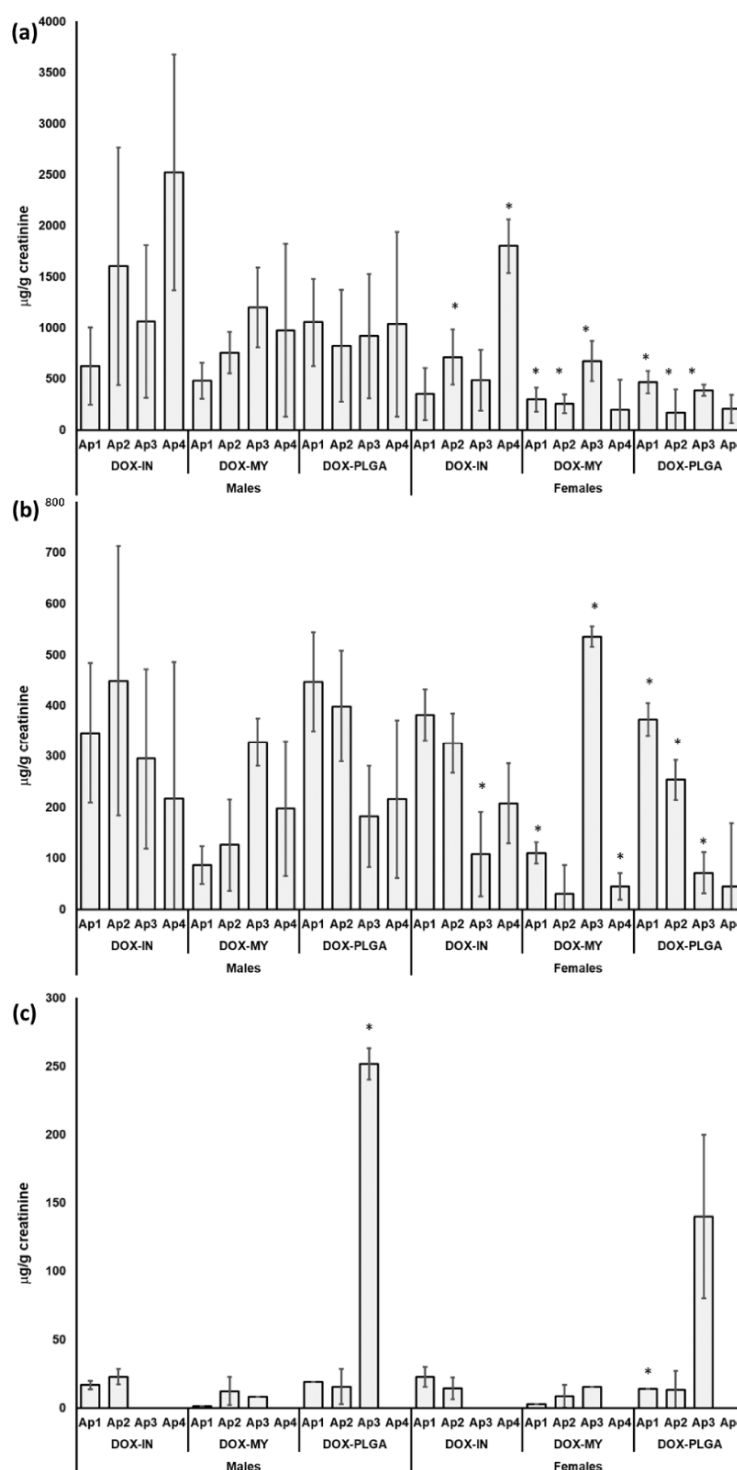 (a)
4000
3500
3000
2500
2000
1500
1000
500
0
µg/g creatinine
* * * * * * * *
Ap1 Ap2 Ap3 Ap4 Ap1 Ap2 Ap3 Ap4 Ap1 Ap2 Ap3 Ap4 Ap1 Ap2 Ap3 Ap4 Ap1 Ap2 Ap3 Ap4 Ap1 Ap2 Ap3 Ap
DOX-IN DOX-MY DOX-PLGA DOX-IN DOX-MY DOX-PLGA
Males Females
(b)
800
700
600
500
400
300
200
100
0
µg/g creatinine
* * * * * * *
Ap1 Ap2 Ap3 Ap4 Ap1 Ap2 Ap3 Ap4 Ap1 Ap2 Ap3 Ap4 Ap1 Ap2 Ap3 Ap4 Ap1 Ap2 Ap3 Ap4 Ap1 Ap2 Ap3 Ap
DOX-IN DOX-MY DOX-PLGA DOX-IN DOX-MY DOX-PLGA
Males Females
(c)
300
250
200
150
100
50
0
µg/g creatinine
* *
Ap1 Ap2 Ap3 Ap4 Ap1 Ap2 Ap3 Ap4 Ap1 Ap2 Ap3 Ap4 Ap1 Ap2 Ap3 Ap4 Ap1 Ap2 Ap3 Ap4 Ap1 Ap2 Ap3 Ap
DOX-IN DOX-MY DOX-PLGA DOX-IN DOX-MY DOX-PLGA
Males Females